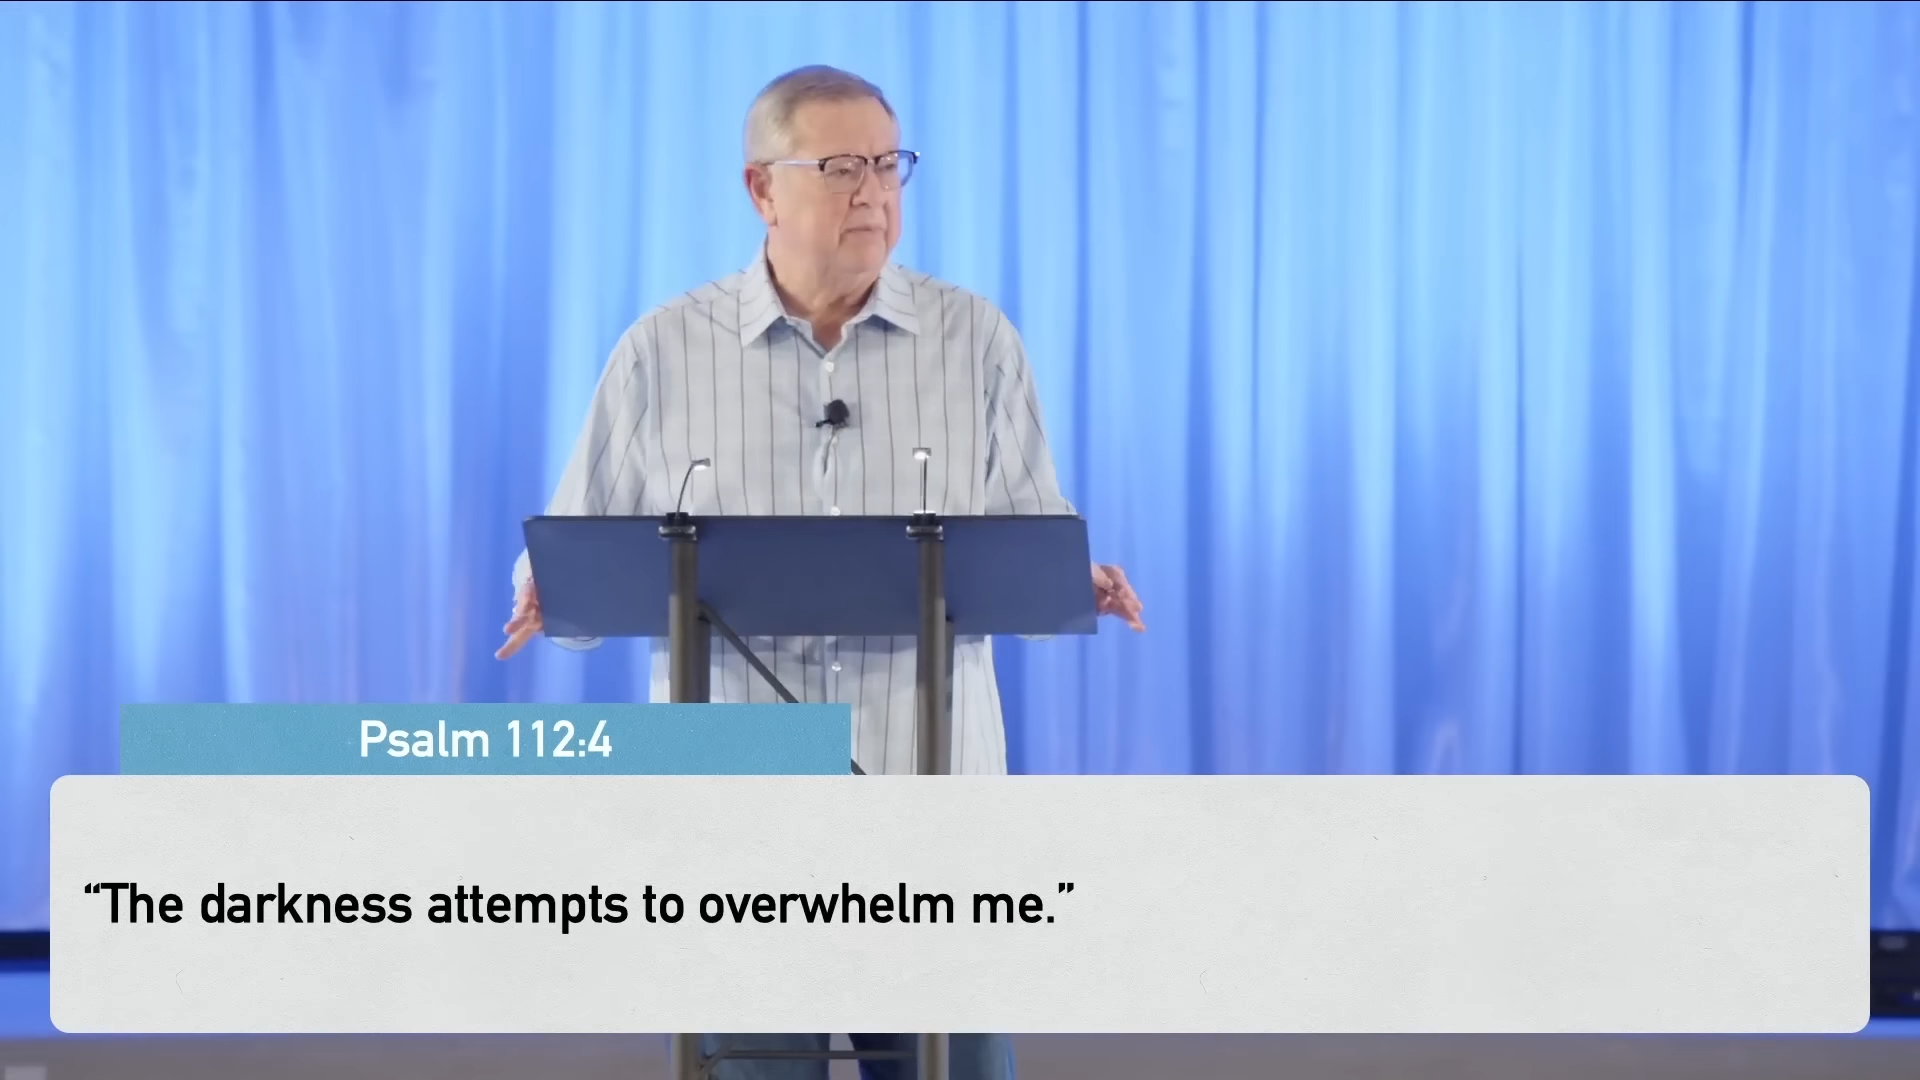 Psalm 112:4
“The darkness attempts to overwhelm me.”